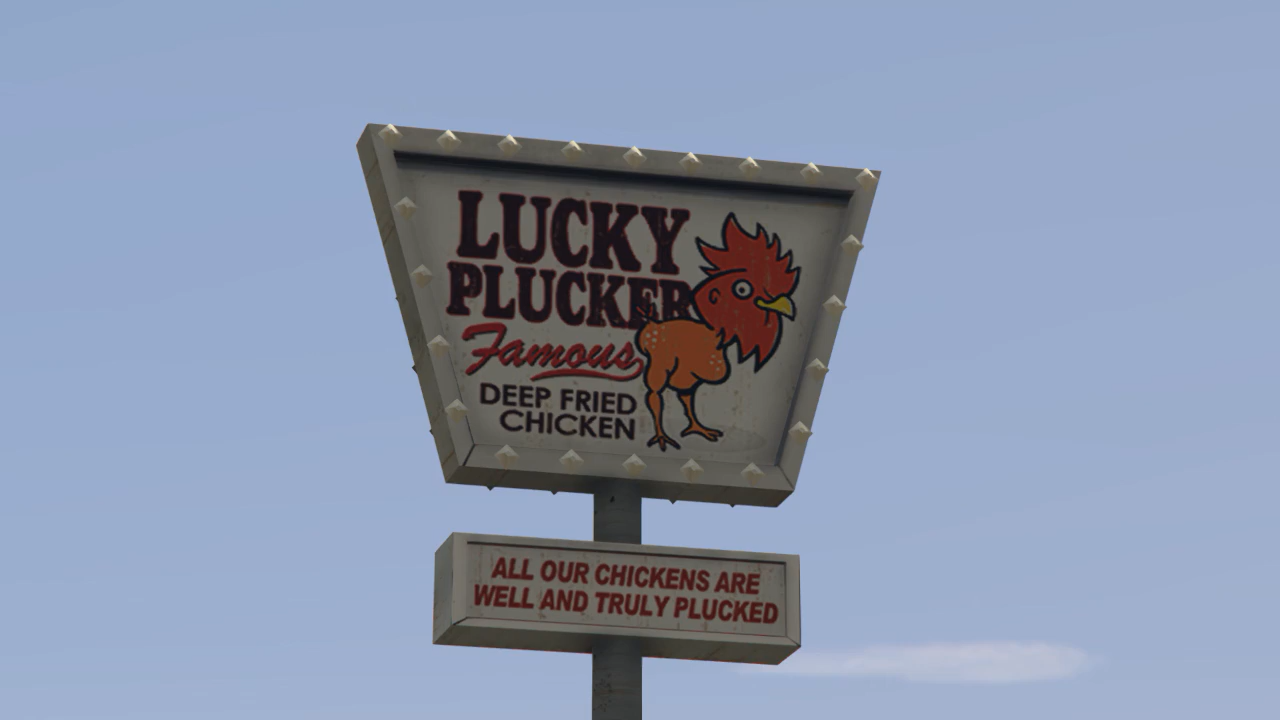 LUCKY
PLUCKER
Famous
DEEP FRIED
CHICKEN
ALL OUR CHICKENS ARE
WELL AND TRULY PLUCKED